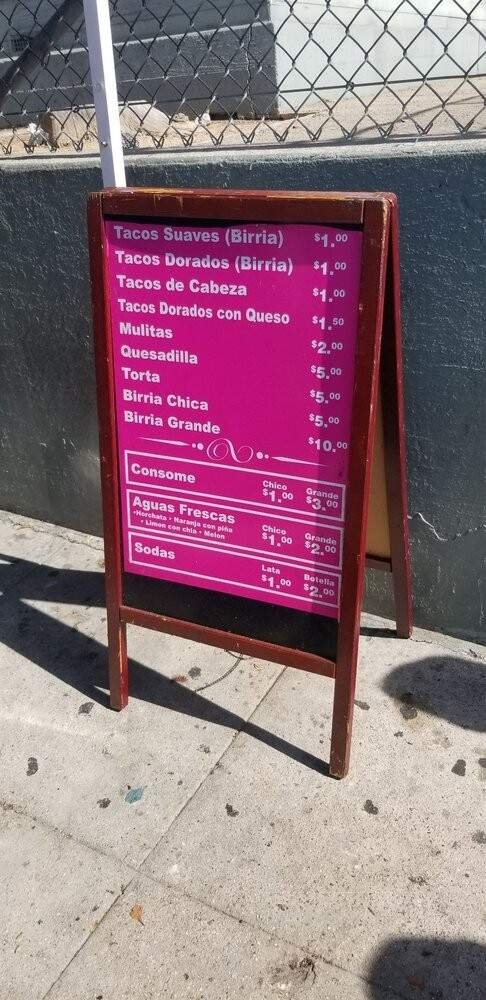 Tacos Suaves (Birria) $1.00
Tacos Dorados (Birria) $1.00
Tacos de Cabeza $1.00
Tacos Dorados con Queso $1.50
Mulitas $2.00
Quesadilla $5.00
Torta $5.00
Birria Chica $5.00
Birria Grande $10.00
Consome Chico $1.00 Grande $3.00
Aguas Frescas Chico $1.00 Grande $2.00
•Horchata • Naranja con piña
• Limon con chia • Melon
Sodas Lata $1.00 Botella $2.00